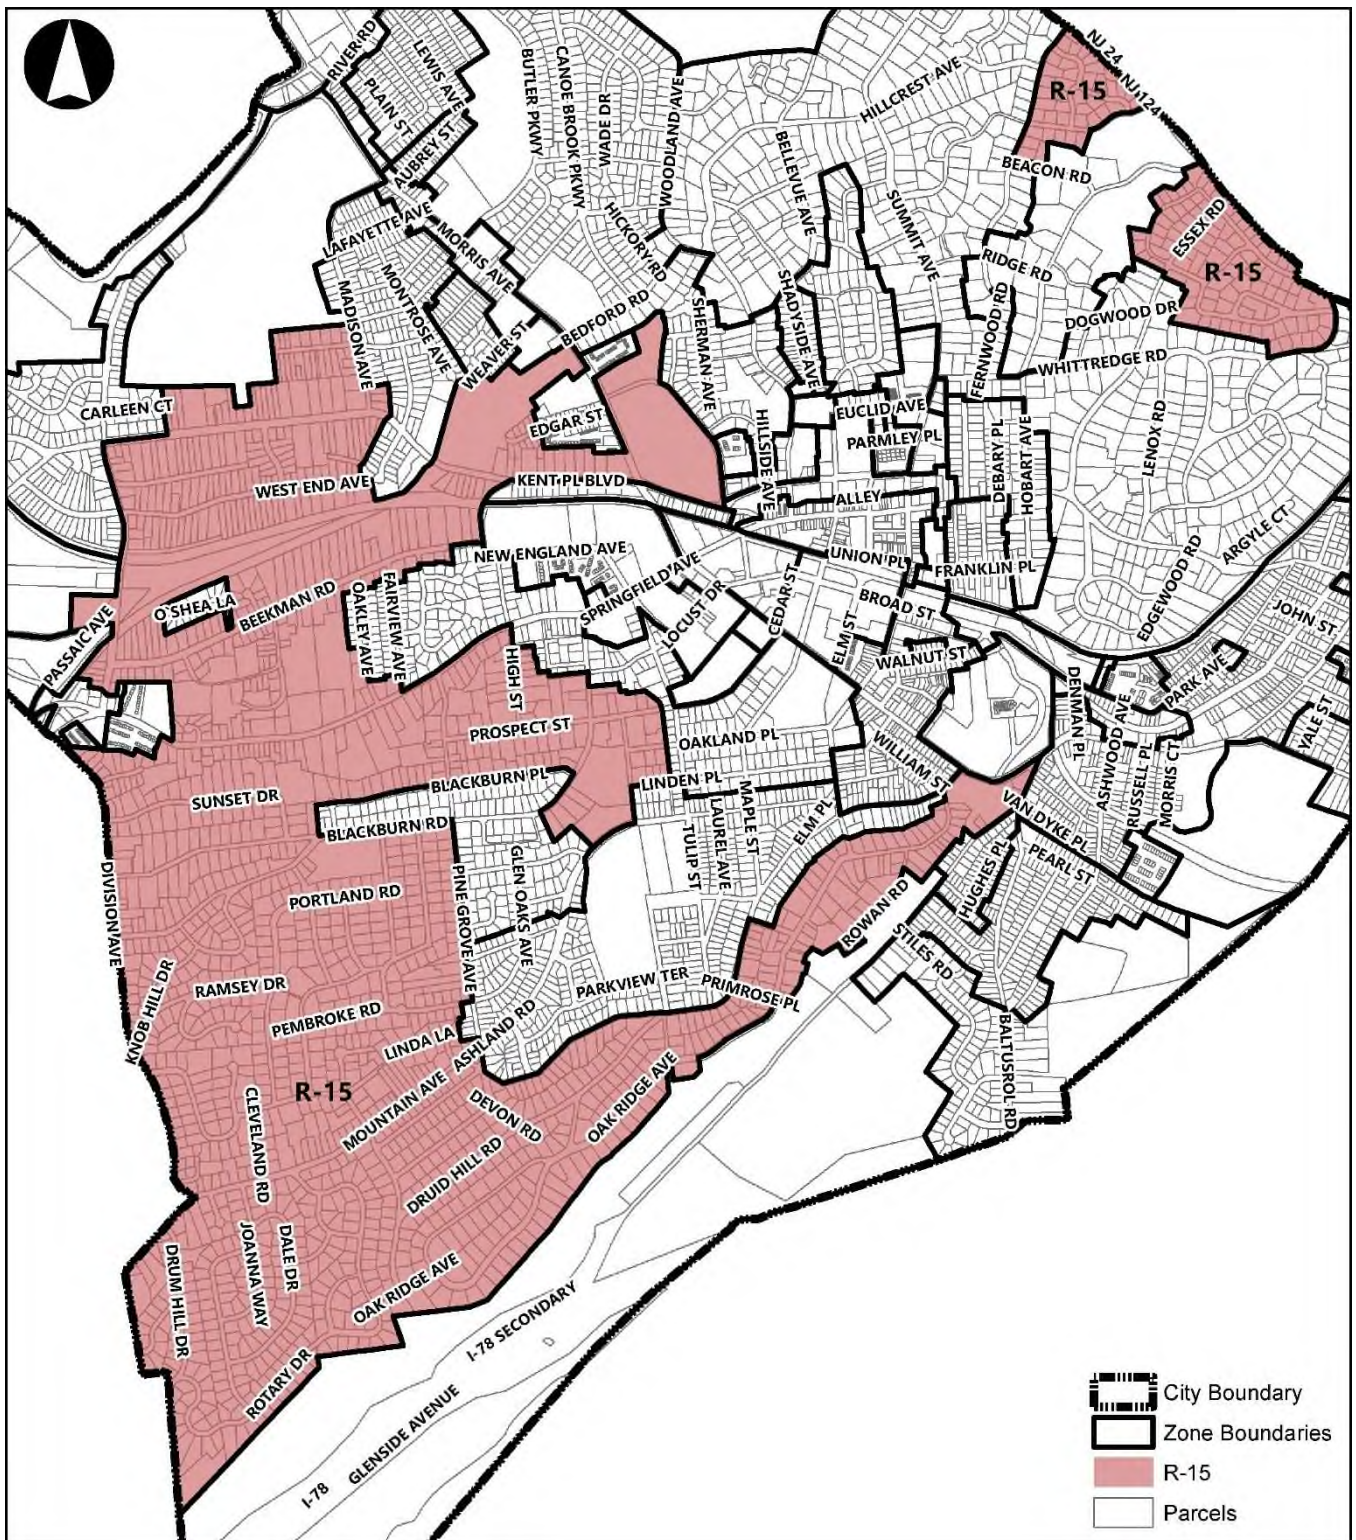 RIVER RD
LEWIS AVE
PLAIN ST
AUBREY ST
BUTLER PKWY
CANOE BROOK PKWY
WADE DR
WOODLAND AVE
HICKORY RD
HILLCREST AVE
BELLEVUE AVE
SUMMIT AVE
NJ 24
NJ 124
R-15
BEACON RD
ESSEX RD
R-15
RIDGE RD
DOGWOOD DR
WHITTREDGE RD
FERNWOOD RD
LAFAYETTE AVE
MORRIS AVE
MONTROSE AVE
MADISON AVE
WEAVER ST
BEDFORD RD
SHERMAN AVE
SHADYSIDE AVE
CARLEEN CT
EDGAR ST
HILLSIDE AVE
EUCLID AVE
PARMLEY PL
DEBARY PL
HOBART AVE
LENOX RD
WEST END AVE
KENT PL BLVD
ALLEY
ARGYLE CT
NEW ENGLAND AVE
SPRINGFIELD AVE
UNION PL
FRANKLIN PL
EDGEWOOD RD
O SHEA LA
BEEKMAN RD
OAKLEY AVE
FAIRVIEW AVE
LOCUST DR
CEDAR ST
BROAD ST
ELM ST
WALNUT ST
JOHN ST
PASSAIC AVE
HIGH ST
DENMAN PL
PARK AVE
YALE ST
PROSPECT ST
OAKLAND PL
WILLIAM ST
ASHWOOD AVE
RUSSELL PL
MORRIS CT
SUNSET DR
BLACKBURN PL
LINDEN PL
BLACKBURN RD
MAPLE ST
LAUREL AVE
TULIP ST
ELM PL
VAN DYKE PL
PEARL ST
HUGHES PL
DIVISION AVE
GLEN OAKS AVE
PINE GROVE AVE
PORTLAND RD
ROWAN RD
STILES RD
KNOB HILL DR
RAMSEY DR
PEMBROKE RD
PARKVIEW TER
PRIMROSE PL
LINDA LA
ASHLAND RD
BALTUSROL RD
R-15
MOUNTAIN AVE
CLEVELAND RD
DEVON RD
OAK RIDGE AVE
DRUID HILL RD
JOANNA WAY
DALE DR
DRUM HILL DR
OAK RIDGE AVE
ROTARY DR
I-78 SECONDARY
GLENSIDE AVENUE
I-78
City Boundary
Zone Boundaries
R-15
Parcels